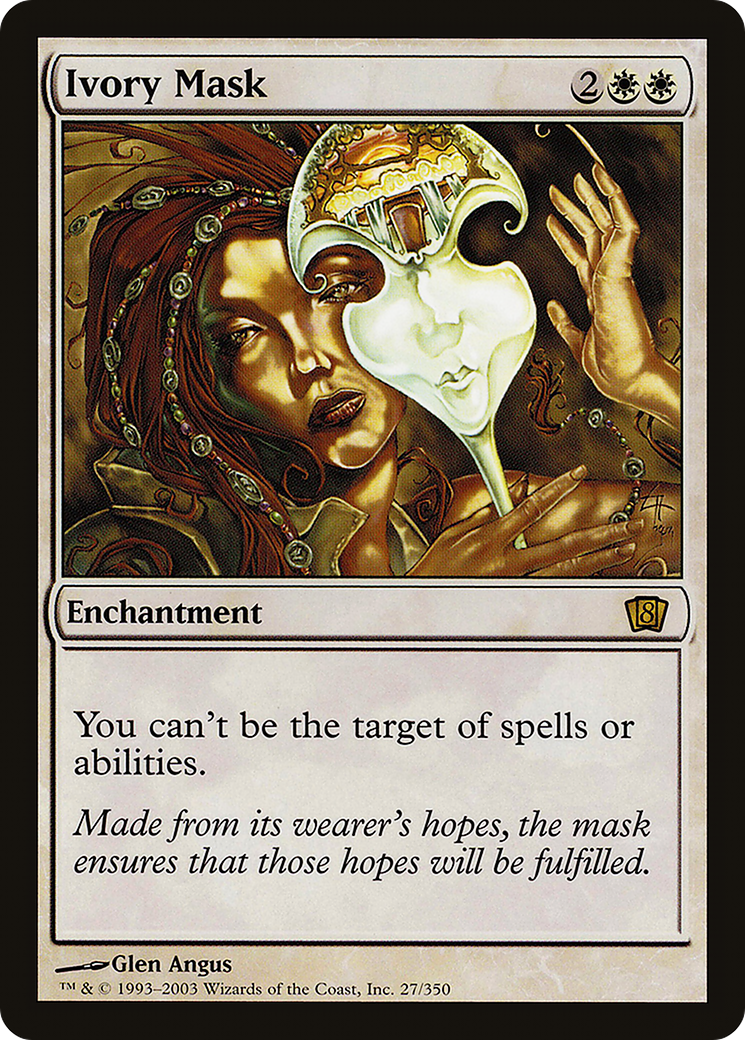 Ivory Mask 2
Enchantment 8
You can't be the target of spells or
abilities.
Made from its wearer's hopes, the mask
ensures that those hopes will be fulfilled.
Glen Angus
™ & © 1993–2003 Wizards of the Coast, Inc. 27/350